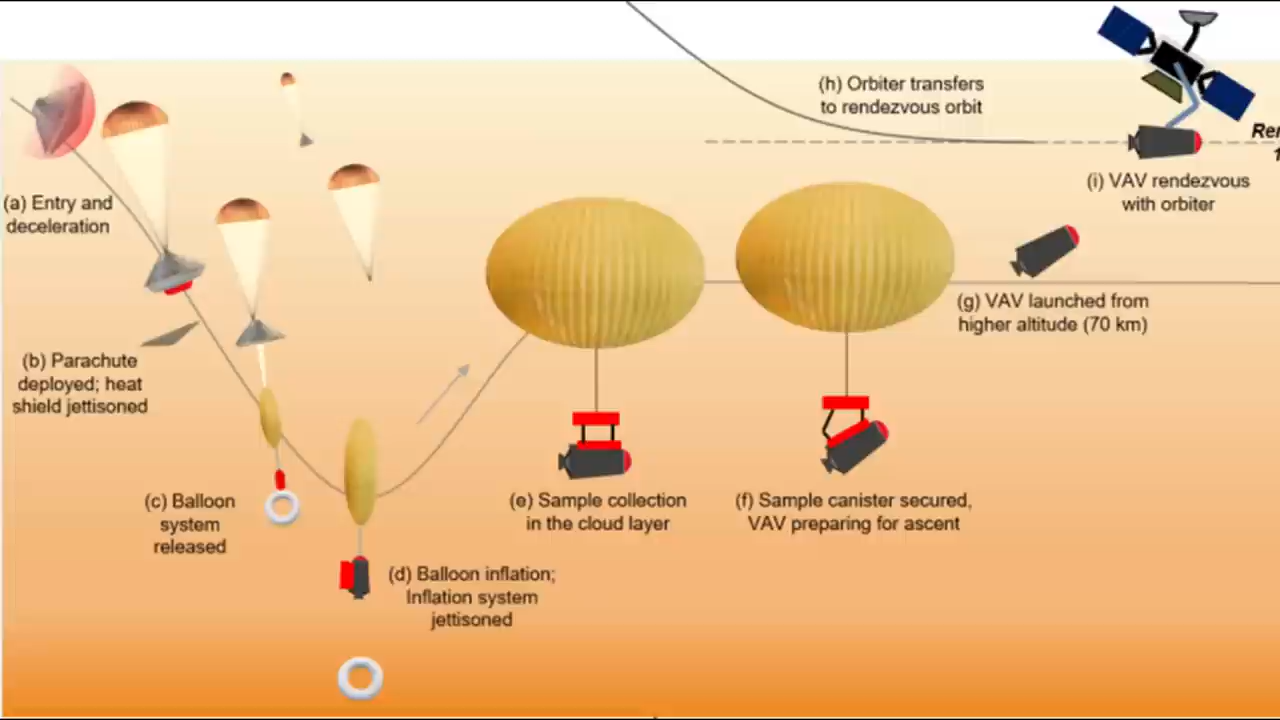 (h) Orbiter transfers
to rendezvous orbit
(i) VAV rendezvous
with orbiter
(a) Entry and
deceleration
(g) VAV launched from
higher altitude (70 km)
(b) Parachute
deployed; heat
shield jettisoned
(c) Balloon
system
released
(e) Sample collection
in the cloud layer
(f) Sample canister secured,
VAV preparing for ascent
(d) Balloon inflation;
Inflation system
jettisoned